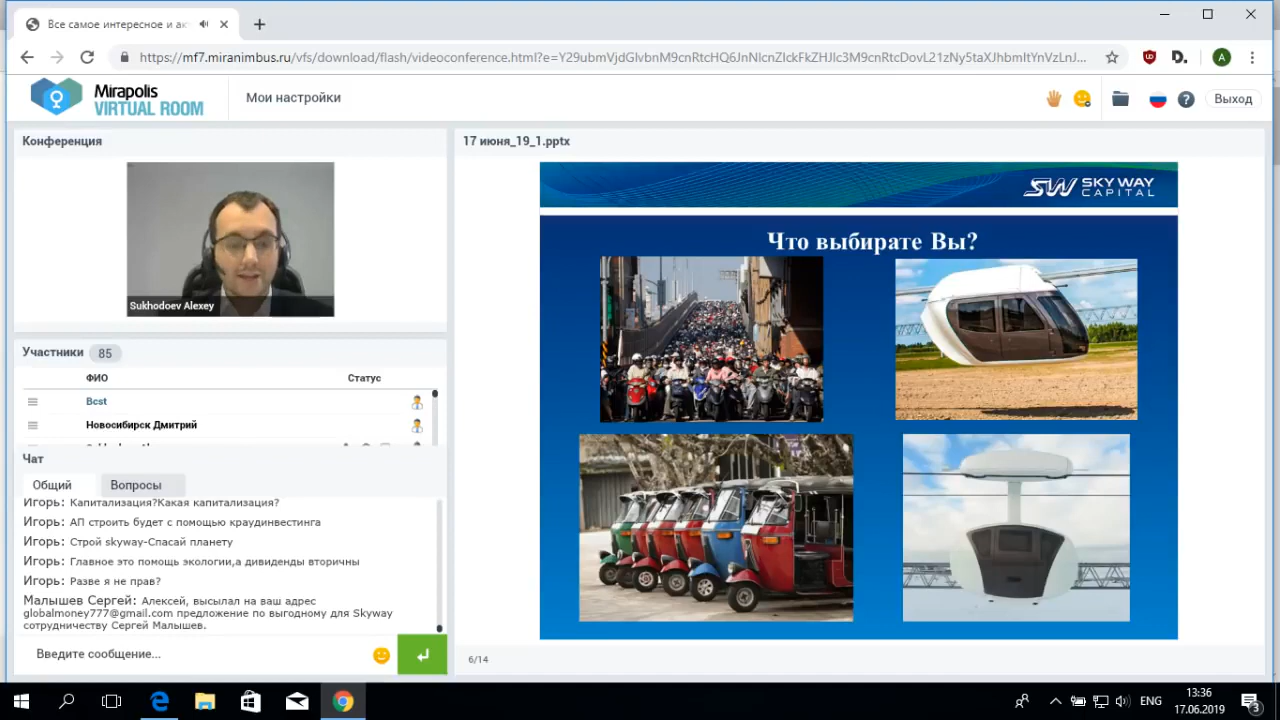 Все самое интересное и ак
https://mf7.miranimbus.ru/vfs/download/flash/videoconference.html?e=Y29ubmVjdGlvbnM9cnRtcHQ6JnNlcnZlckFkZHJlc3M9cnRtcDovL21zNy5taXJhbmltYnVzLnJ...
Mirapolis
VIRTUAL ROOM
Мои настройки
Выход
Конференция
Sukhodoev Alexey
Участники 85
ФИО Статус
Bcst
Новосибирск Дмитрий
Чат
Общий Вопросы
Игорь: Капитализация?Какая капитализация?
Игорь: АП строить будет с помощью краудинвестинга
Игорь: Строй skyway-Спасай планету
Игорь: Главное это помощь экологии,а дивиденды вторичны
Игорь: Разве я не прав?
Малышев Сергей: Алексей, высылал на ваш адрес
globalmoney777@gmail.com предложение по выгодному для Skyway
сотрудничеству Сергей Малышев.
Введите сообщение...
17 июня_19_1.pptx
SW SKY WAY
CAPITAL
Что выбирате Вы?
6/14
ENG
13:36
17.06.2019
3